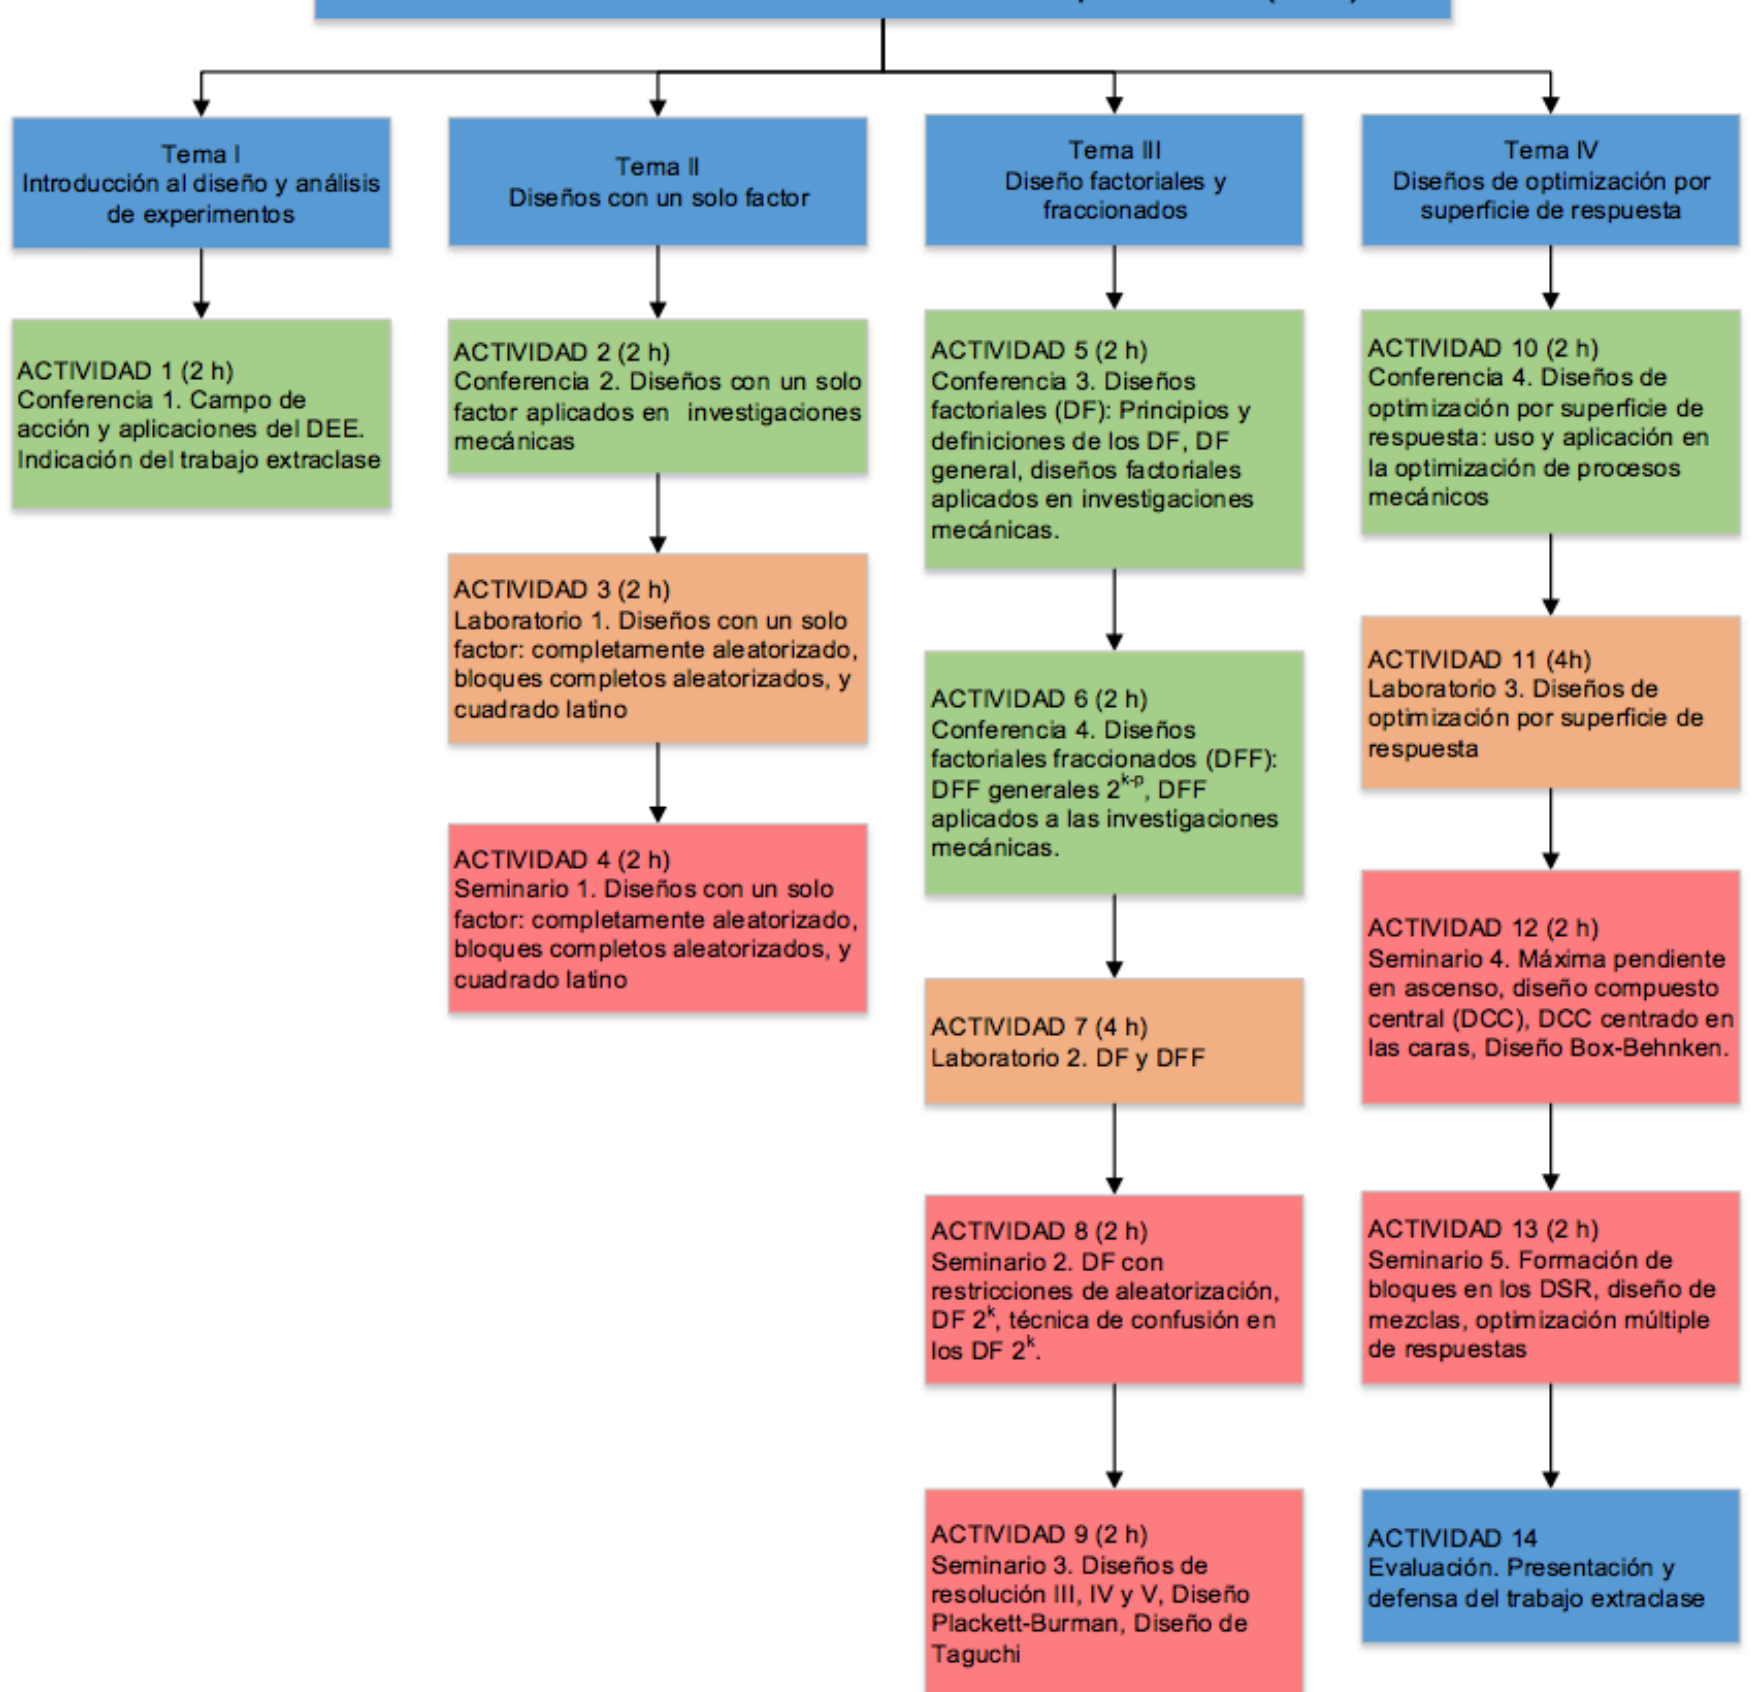 Tema I
Introducción al diseño y análisis
de experimentos
Tema II
Diseños con un solo factor
Tema III
Diseño factoriales y
fraccionados
Tema IV
Diseños de optimización por
superficie de respuesta
ACTIVIDAD 1 (2 h)
Conferencia 1. Campo de
acción y aplicaciones del DEE.
Indicación del trabajo extraclase
ACTIVIDAD 2 (2 h)
Conferencia 2. Diseños con un solo
factor aplicados en investigaciones
mecánicas
ACTIVIDAD 3 (2 h)
Laboratorio 1. Diseños con un solo
factor: completamente aleatorizado,
bloques completos aleatorizados, y
cuadrado latino
ACTIVIDAD 4 (2 h)
Seminario 1. Diseños con un solo
factor: completamente aleatorizado,
bloques completos aleatorizados, y
cuadrado latino
ACTIVIDAD 5 (2 h)
Conferencia 3. Diseños
factoriales (DF): Principios y
definiciones de los DF, DF
general, diseños factoriales
aplicados en investigaciones
mecánicas.
ACTIVIDAD 6 (2 h)
Conferencia 4. Diseños
factoriales fraccionados (DFF):
DFF generales 2^k-p, DFF
aplicados a las investigaciones
mecánicas.
ACTIVIDAD 7 (4 h)
Laboratorio 2. DF y DFF
ACTIVIDAD 8 (2 h)
Seminario 2. DF con
restricciones de aleatorización,
DF 2^k, técnica de confusión en
los DF 2^k.
ACTIVIDAD 9 (2 h)
Seminario 3. Diseños de
resolución III, IV y V, Diseño
Plackett-Burman, Diseño de
Taguchi
ACTIVIDAD 10 (2 h)
Conferencia 4. Diseños de
optimización por superficie de
respuesta: uso y aplicación en
la optimización de procesos
mecánicos
ACTIVIDAD 11 (4h)
Laboratorio 3. Diseños de
optimización por superficie de
respuesta
ACTIVIDAD 12 (2 h)
Seminario 4. Máxima pendiente
en ascenso, diseño compuesto
central (DCC), DCC centrado en
las caras, Diseño Box-Behnken.
ACTIVIDAD 13 (2 h)
Seminario 5. Formación de
bloques en los DSR, diseño de
mezclas, optimización múltiple
de respuestas
ACTIVIDAD 14
Evaluación. Presentación y
defensa del trabajo extraclase